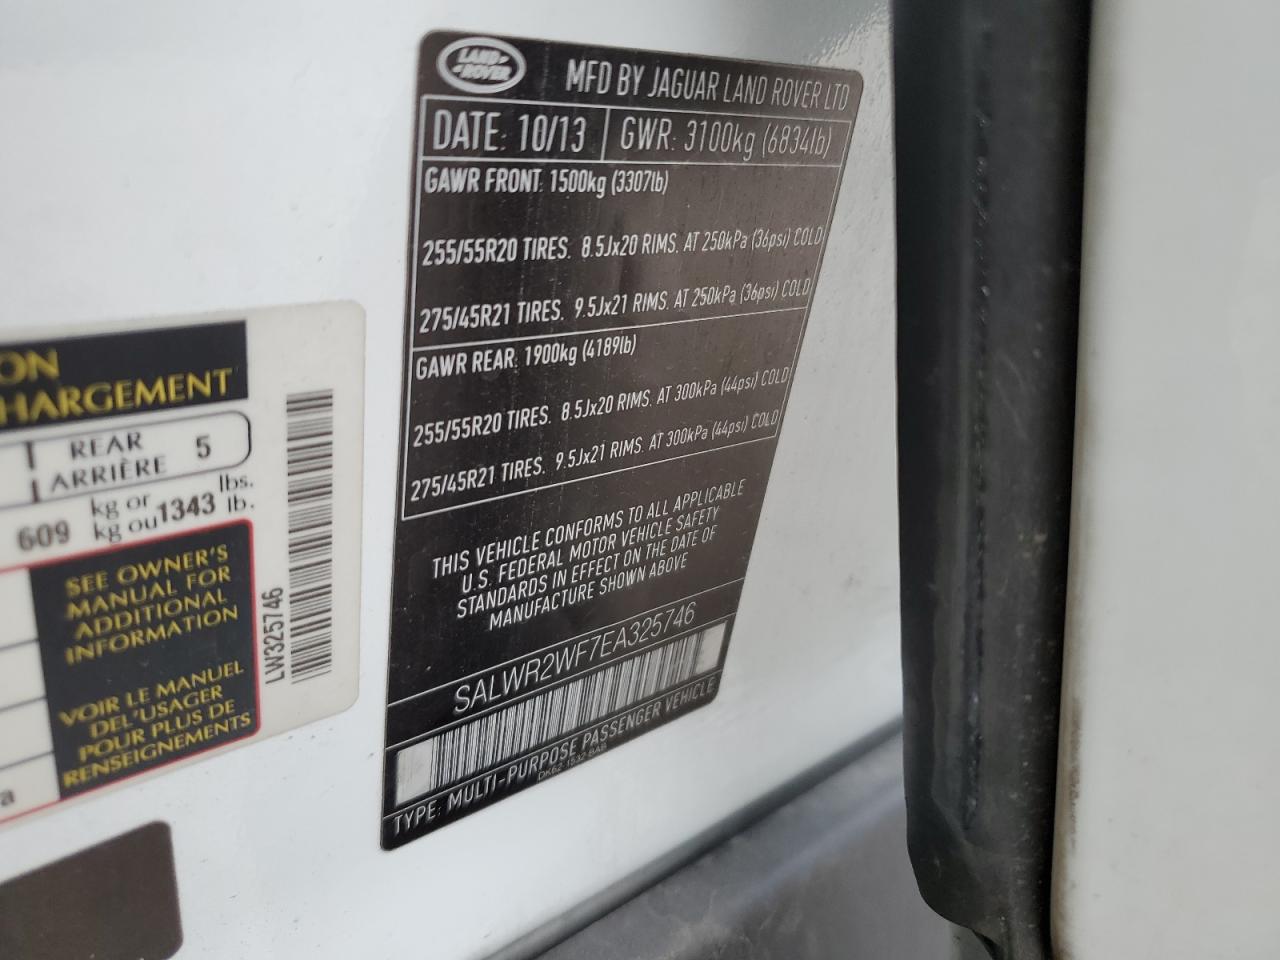 LAND ROVER
MFD BY JAGUAR LAND ROVER LTD
DATE: 10/13 GWR: 3100kg (6834lb)
GAWR FRONT: 1500kg (3307lb)
255/55R20 TIRES. 8.5Jx20 RIMS. AT 250kPa (36psi) COLD
275/45R21 TIRES. 9.5Jx21 RIMS. AT 250kPa (36psi) COLD
GAWR REAR: 1900kg (4189lb)
255/55R20 TIRES. 8.5Jx20 RIMS. AT 300kPa (44psi) COLD
275/45R21 TIRES. 9.5Jx21 RIMS. AT 300kPa (44psi) COLD
THIS VEHICLE CONFORMS TO ALL APPLICABLE
U.S. FEDERAL MOTOR VEHICLE SAFETY
STANDARDS IN EFFECT ON THE DATE OF
MANUFACTURE SHOWN ABOVE
SALWR2WF7EA325746
TYPE: MULTI-PURPOSE PASSENGER VEHICLE
DK62-1532-BAB
ON
HARGEMENT
REAR
ARRIÈRE 5
609 kg or 1343 lbs.
kg ou lb.
SEE OWNER'S
MANUAL FOR
ADDITIONAL
INFORMATION
VOIR LE MANUEL
DEL'USAGER
POUR PLUS DE
RENSEIGNEMENTS
LW325746
a